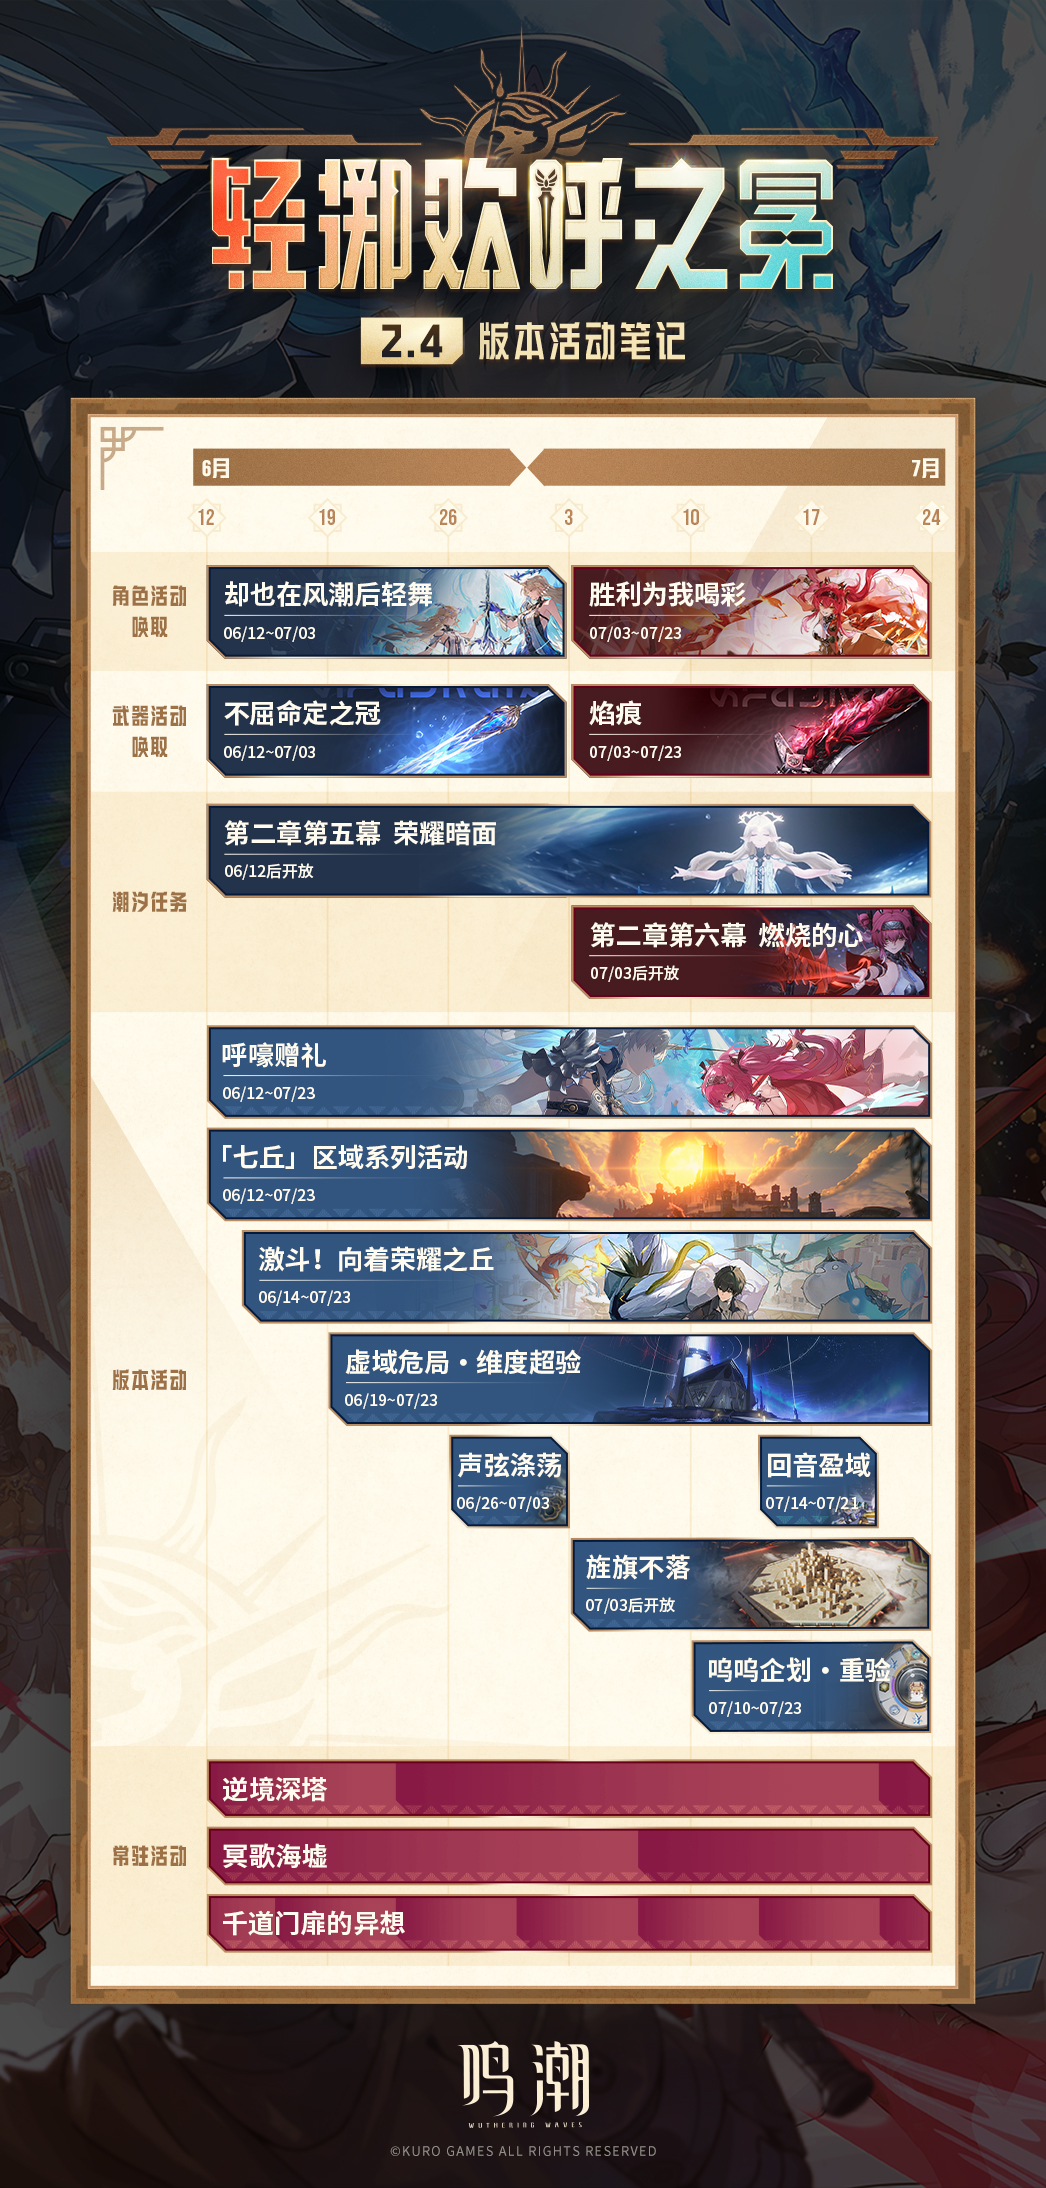 轻掷欢呼之冕
2.4 版本活动笔记
6月 7月
12 19 26 3 10 17 24
角色活动
唤取
却也在风潮后轻舞
06/12~07/03
胜利为我喝彩
07/03~07/23
武器活动
唤取
不屈命定之冠
06/12~07/03
焰痕
07/03~07/23
潮汐任务
第二章第五幕 荣耀暗面
06/12后开放
第二章第六幕 燃烧的心
07/03后开放
版本活动
呼嚎赠礼
06/12~07/23
「七丘」区域系列活动
06/12~07/23
激斗！向着荣耀之丘
06/14~07/23
虚域危局·维度超验
06/19~07/23
声弦涤荡
06/26~07/03
回音盈域
07/14~07/21
旌旗不落
07/03后开放
呜呜企划·重验
07/10~07/23
常驻活动
逆境深塔
冥歌海墟
千道门扉的异想
鸣潮
WUTHERING WAVES
©KURO GAMES ALL RIGHTS RESERVED